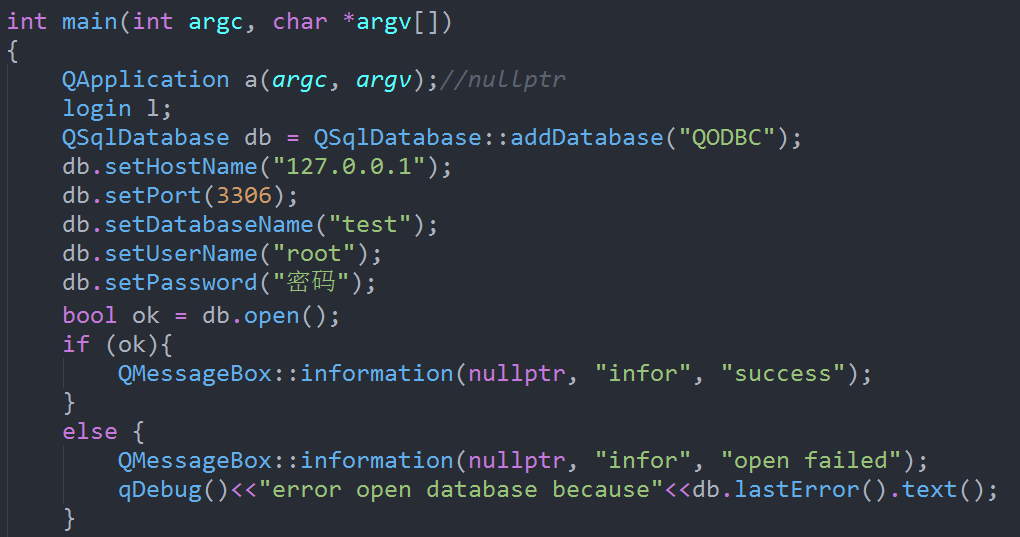 int main(int argc, char *argv[])
{
    QApplication a(argc, argv);//nullptr
    login l;
    QSqlDatabase db = QSqlDatabase::addDatabase("QODBC");
    db.setHostName("127.0.0.1");
    db.setPort(3306);
    db.setDatabaseName("test");
    db.setUserName("root");
    db.setPassword("密码");
    bool ok = db.open();
    if (ok){
        QMessageBox::information(nullptr, "infor", "success");
    }
    else {
        QMessageBox::information(nullptr, "infor", "open failed");
        qDebug()<<"error open database because"<<db.lastError().text();
    }